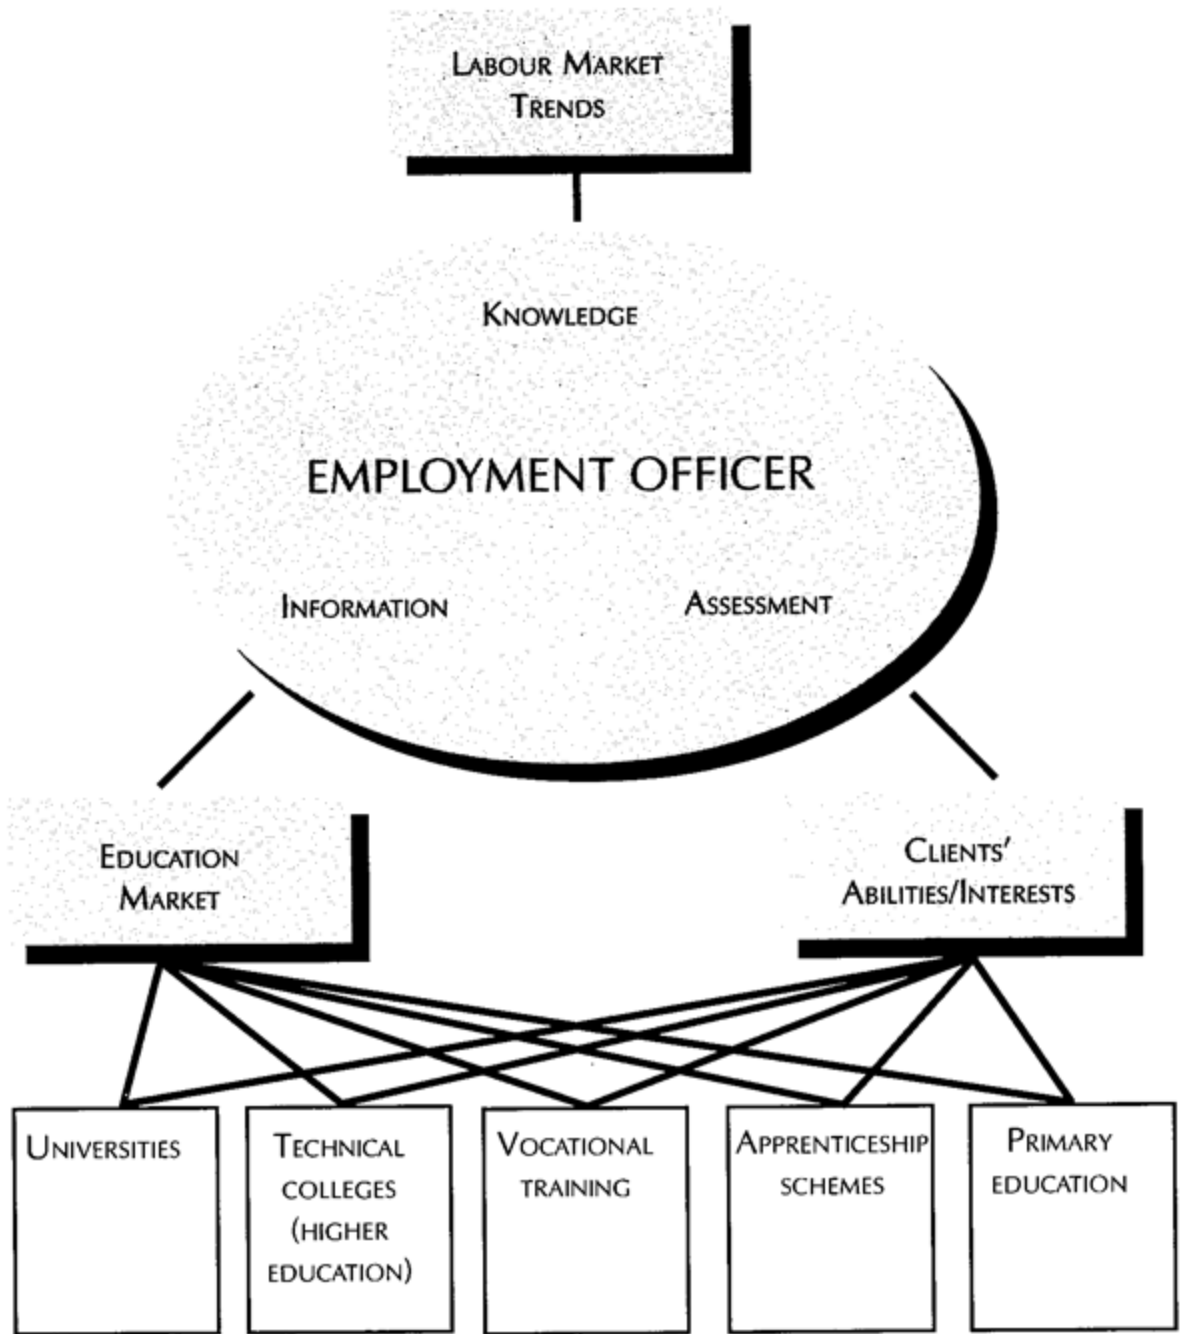 Labour Market
Trends
Knowledge
EMPLOYMENT OFFICER
Information
Assessment
Education
Market
Clients'
Abilities/Interests
Universities
Technical
colleges
(higher
education)
Vocational
training
Apprenticeship
schemes
Primary
education